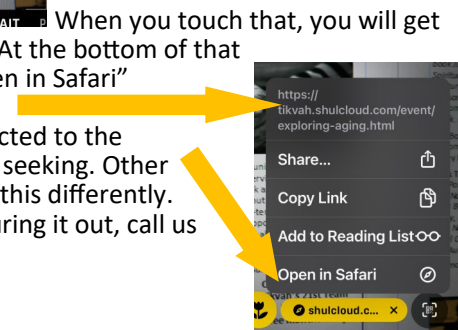 AIT
When you touch that, you will get
At the bottom of that
en in Safari”
https://
tikvah.shulcloud.com/event/
exploring-aging.html
cted to the
seeking. Other
this differently.
uring it out, call us
Share...
Copy Link
Add to Reading List
Open in Safari
shulcloud.c... ×